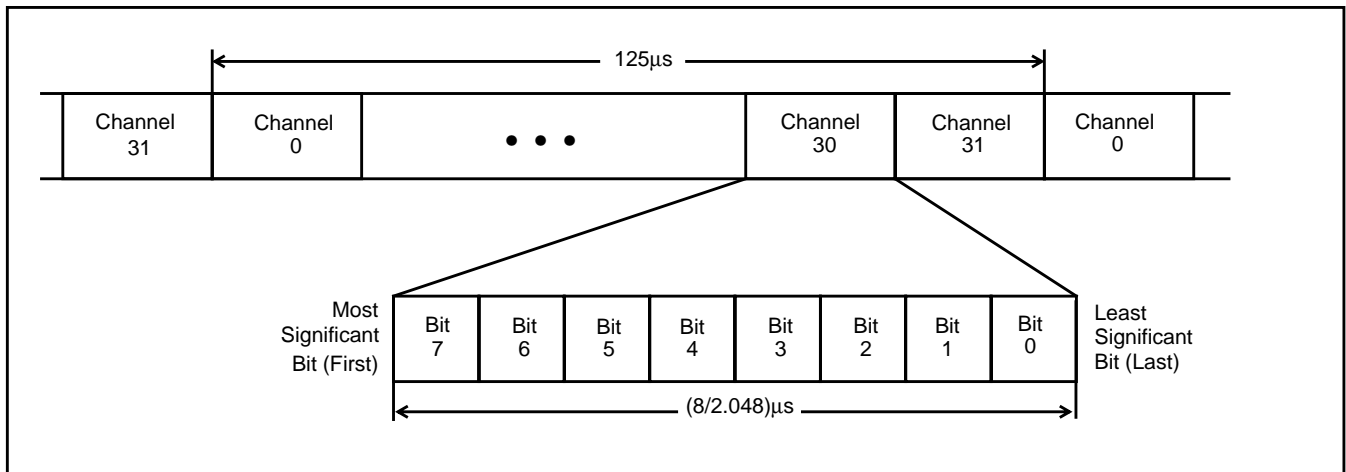 125µs
Channel
31
Channel
0
• • •
Channel
30
Channel
31
Channel
0
Most
Significant
Bit (First)
Bit
7
Bit
6
Bit
5
Bit
4
Bit
3
Bit
2
Bit
1
Bit
0
Least
Significant
Bit (Last)
(8/2.048)µs